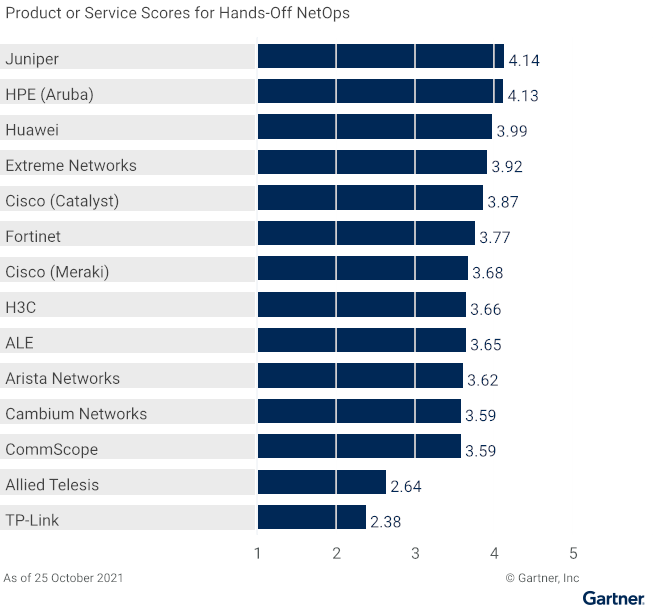 Product or Service Scores for Hands-Off NetOps
Juniper 4.14
HPE (Aruba) 4.13
Huawei 3.99
Extreme Networks 3.92
Cisco (Catalyst) 3.87
Fortinet 3.77
Cisco (Meraki) 3.68
H3C 3.66
ALE 3.65
Arista Networks 3.62
Cambium Networks 3.59
CommScope 3.59
Allied Telesis 2.64
TP-Link 2.38
1 2 3 4 5
As of 25 October 2021 © Gartner, Inc
Gartner